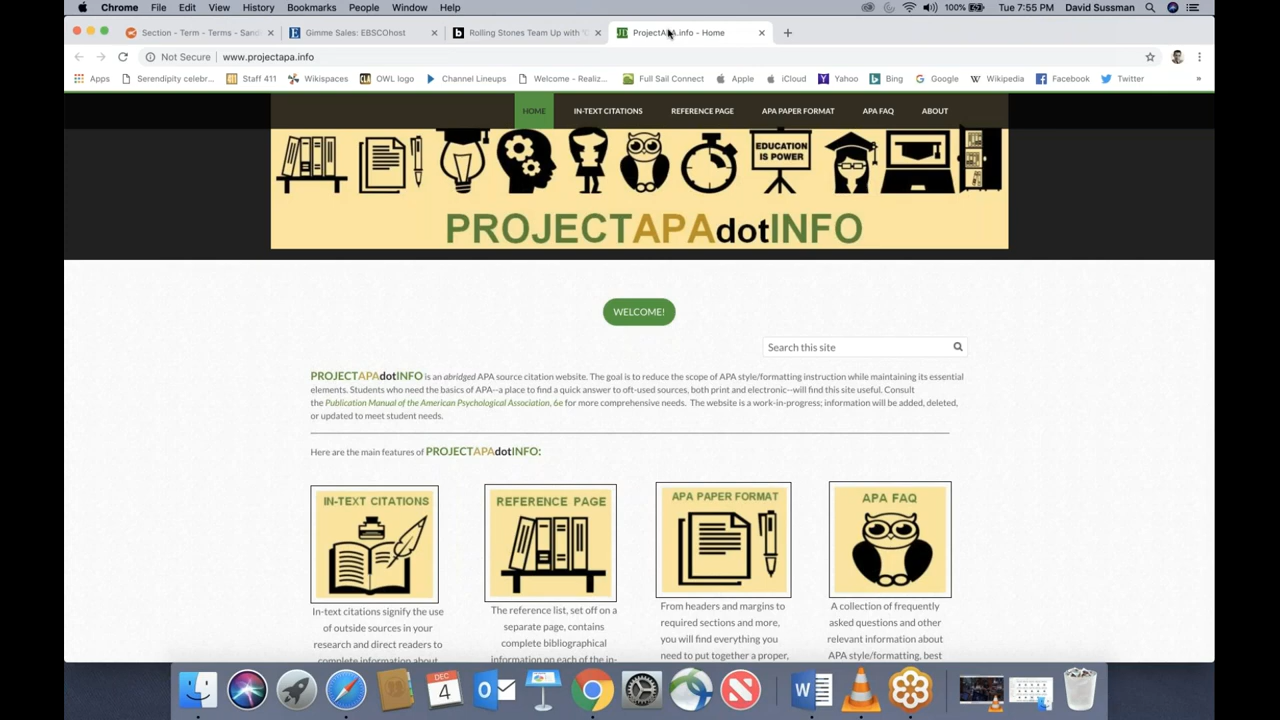 Chrome File Edit View History Bookmarks People Window Help 100% Tue 7:55 PM David Sussman
Section - Term - Terms - Sand
Gimme Sales: EBSCOhost
Rolling Stones Team Up with 'C
ProjectAPA.info - Home
Not Secure www.projectapa.info
Apps Serendipity celebr... Staff 411 Wikispaces OWL logo Channel Lineups Welcome - Realiz... Full Sail Connect Apple iCloud Yahoo Bing Google Wikipedia Facebook Twitter »
HOME IN-TEXT CITATIONS REFERENCE PAGE APA PAPER FORMAT APA FAQ ABOUT
EDUCATION
IS POWER
PROJECTAPAdotINFO
WELCOME!
Search this site
PROJECTAPAdotINFO is an abridged APA source citation website. The goal is to reduce the scope of APA style/formatting instruction while maintaining its essential
elements. Students who need the basics of APA--a place to find a quick answer to oft-used sources, both print and electronic--will find this site useful. Consult
the Publication Manual of the American Psychological Association, 6e for more comprehensive needs. The website is a work-in-progress; information will be added, deleted,
or updated to meet student needs.
Here are the main features of PROJECTAPAdotINFO:
IN-TEXT CITATIONS
REFERENCE PAGE
APA PAPER FORMAT
APA FAQ
In-text citations signify the use
of outside sources in your
research and direct readers to
complete information about
The reference list, set off on a
separate page, contains
complete bibliographical
information on each of the in-
From headers and margins to
required sections and more,
you will find everything you
need to put together a proper,
A collection of frequently
asked questions and other
relevant information about
APA style/formatting, best
DEC
4